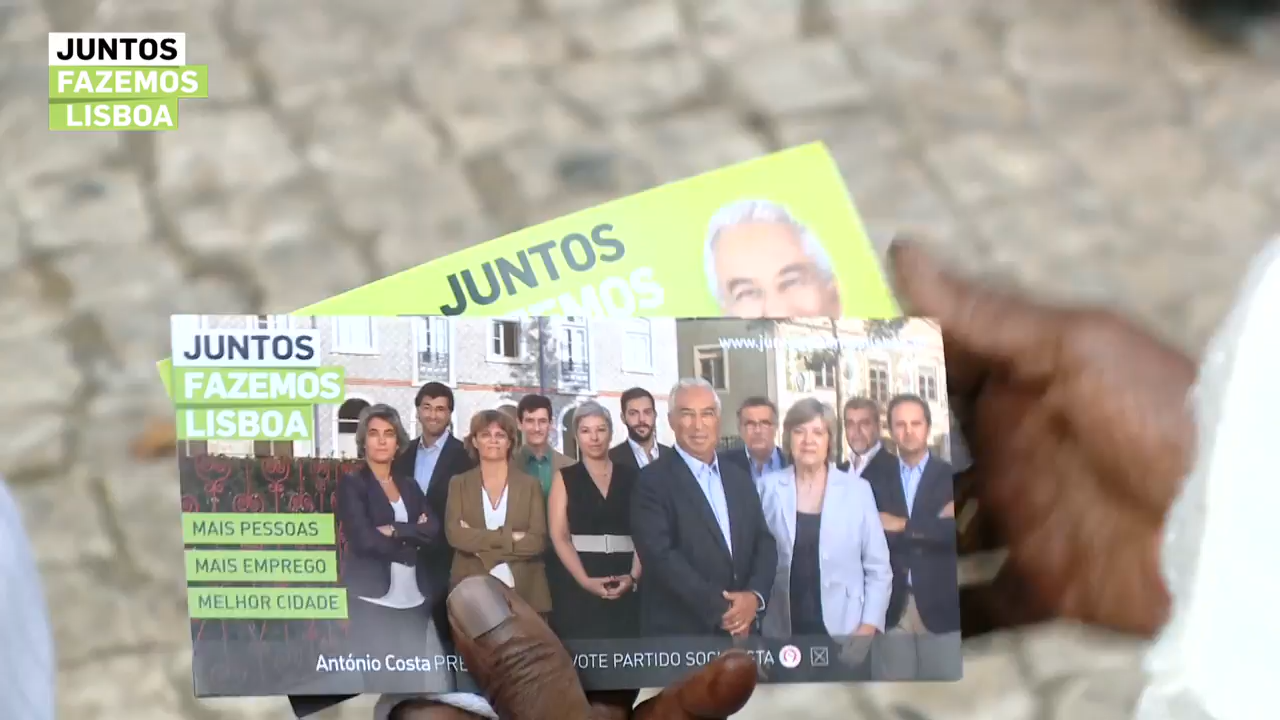 JUNTOS
FAZEMOS
LISBOA
JUNTOS
JUNTOS
FAZEMOS
LISBOA
MAIS PESSOAS
MAIS EMPREGO
MELHOR CIDADE
António Costa
VOTE PARTIDO